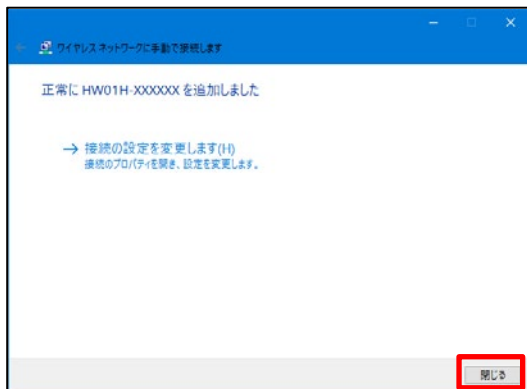 ワイヤレス ネットワークに手動で接続します
正常に HW01H-XXXXXX を追加しました
→ 接続の設定を変更します(H)
接続のプロパティを開き、設定を変更します。
閉じる